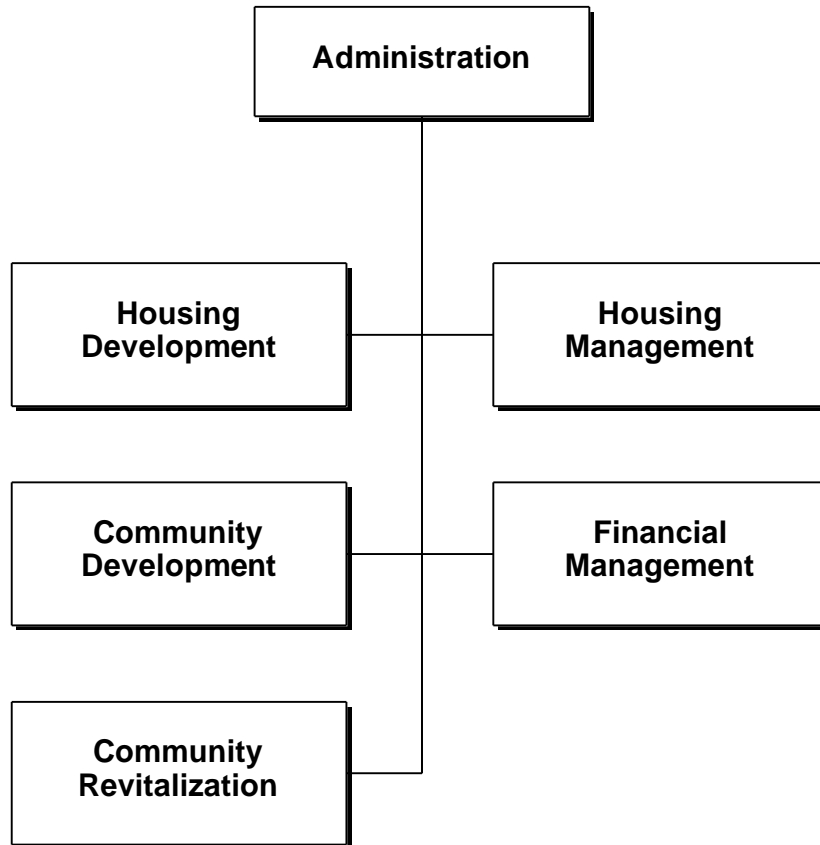 Administration
Housing
Development
Housing
Management
Community
Development
Financial
Management
Community
Revitalization